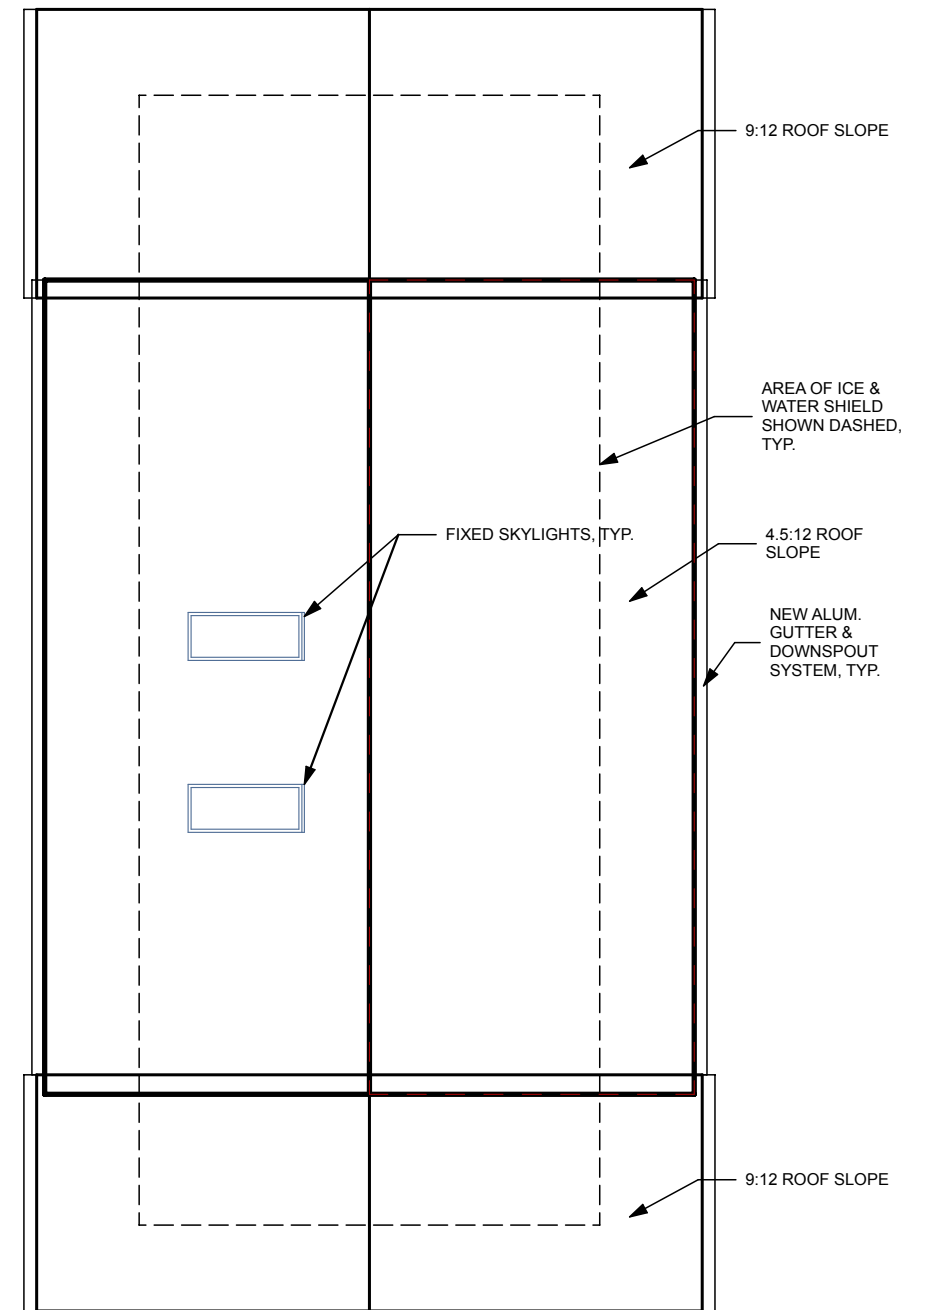 9:12 ROOF SLOPE
AREA OF ICE &
WATER SHIELD
SHOWN DASHED,
TYP.
FIXED SKYLIGHTS, TYP.
4.5:12 ROOF
SLOPE
NEW ALUM.
GUTTER &
DOWNSPOUT
SYSTEM, TYP.
9:12 ROOF SLOPE